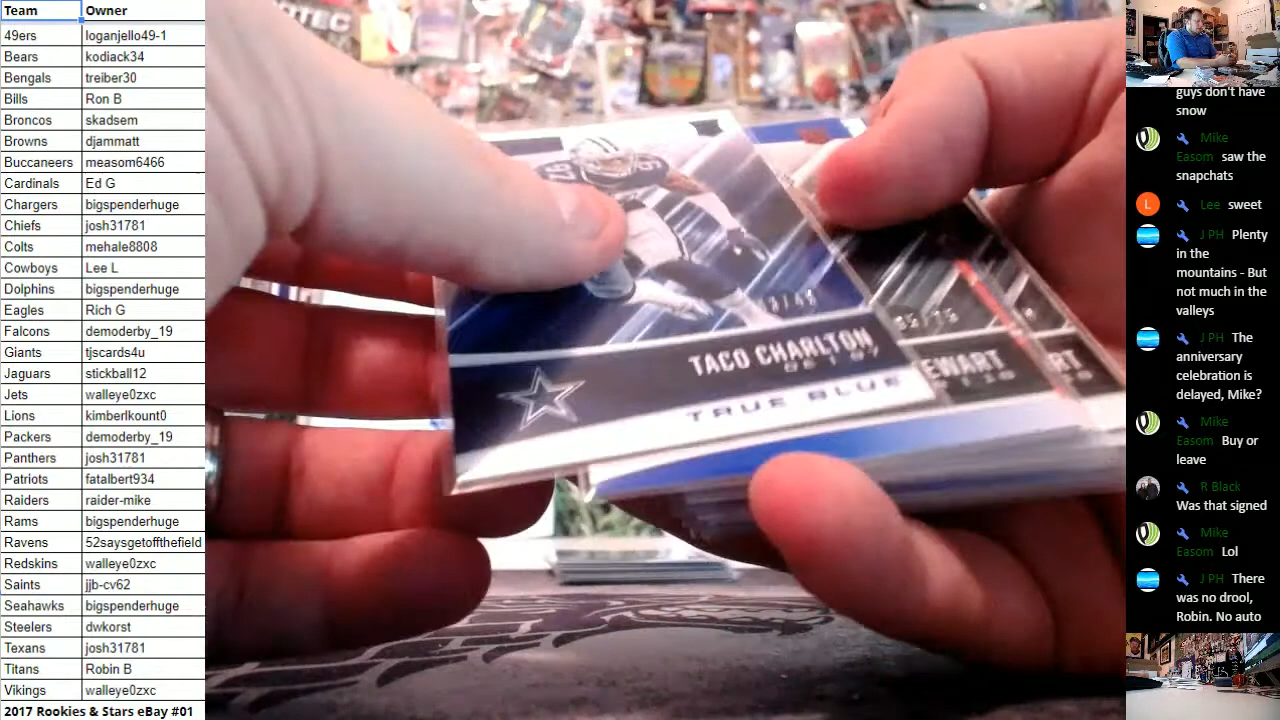 Team Owner
49ers loganjello49-1
Bears kodiack34
Bengals treiber30
Bills Ron B
Broncos skadsem
Browns djammatt
Buccaneers measom6466
Cardinals Ed G
Chargers bigspenderhuge
Chiefs josh31781
Colts mehale8808
Cowboys Lee L
Dolphins bigspenderhuge
Eagles Rich G
Falcons demoderby_19
Giants tjscards4u
Jaguars stickball12
Jets walleye0zxc
Lions kimberlkount0
Packers demoderby_19
Panthers josh31781
Patriots fatalbert934
Raiders raider-mike
Rams bigspenderhuge
Ravens 52saysgetoffthefield
Redskins walleye0zxc
Saints jjb-cv62
Seahawks bigspenderhuge
Steelers dwkorst
Texans josh31781
Titans Robin B
Vikings walleye0zxc
2017 Rookies & Stars eBay #01
TACO CHARLTON
TRUE BLUE
EWART
RT
guys don't have
snow
Mike
Easom saw the
snapchats
L Lee sweet
J PH Plenty
in the
mountains - But
not much in the
valleys
J PH The
anniversary
celebration is
delayed, Mike?
Mike
Easom Buy or
leave
R Black
Was that signed
Mike
Easom Lol
J PH There
was no drool,
Robin. No auto